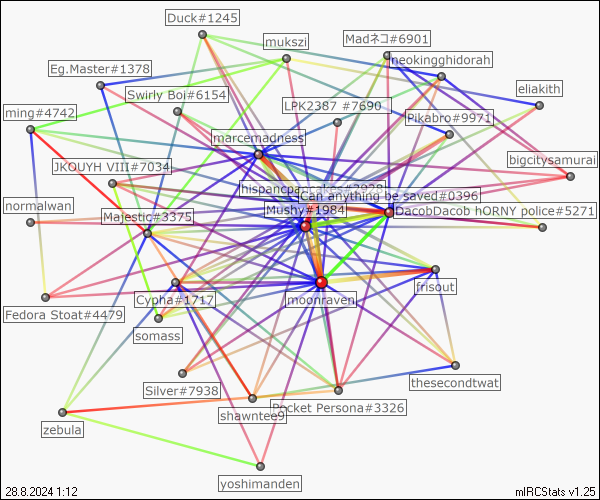 Duck#1245
mukszi
Madネコ#6901
neokingghidorah
Eg.Master#1378
eliakith
Swirly Boi#6154
LPK2387 #7690
ming#4742
Pikabro#9971
marcemadness
bigcitysamurai
JKOUYH VIII#7034
hispancpancakes#3828
Can anything be saved#0396
normalwan
Majestic#3375
Mushy#1984
DacobDacob hORNY police#5271
Cypha#1717
moonraven
frisout
Fedora Stoat#4479
somass
thesecondtwat
Silver#7938
Pocket Persona#3326
shawntee9
zebula
yoshimanden
28.8.2024 1:12
mIRCStats v1.25